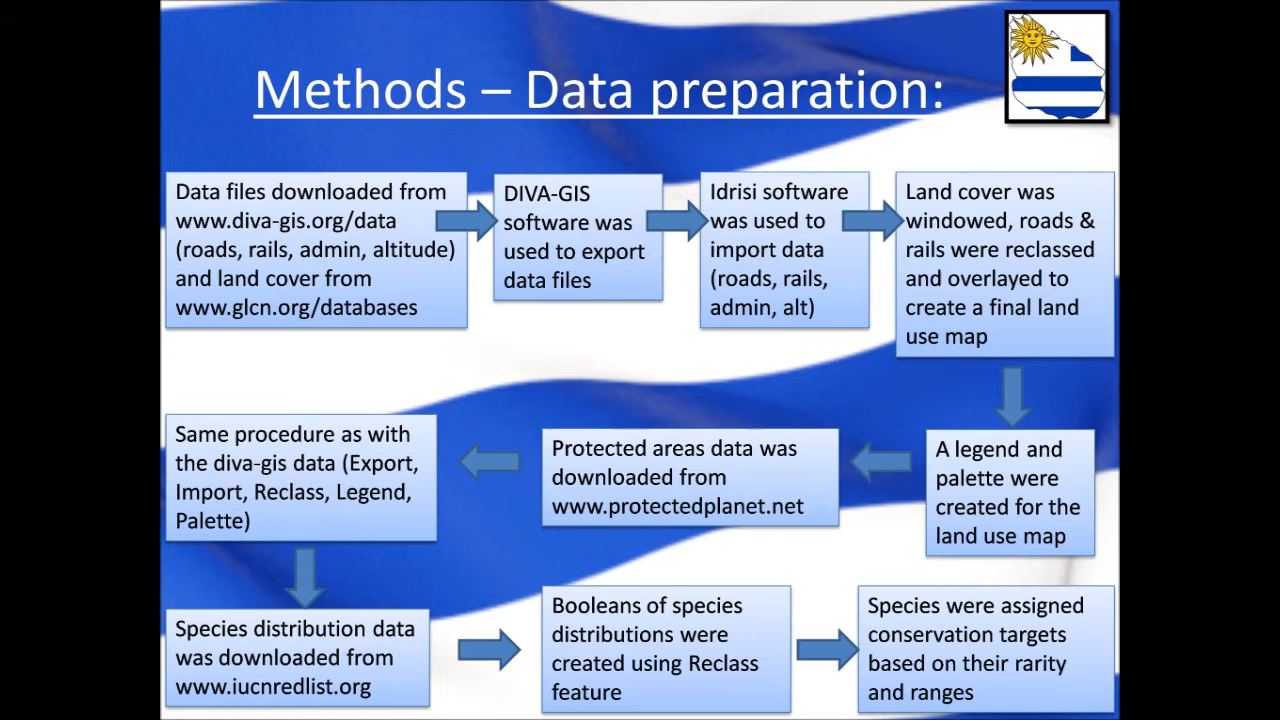 Methods – Data preparation:
Data files downloaded from
www.diva-gis.org/data
(roads, rails, admin, altitude)
and land cover from
www.glcn.org/databases
DIVA-GIS
software was
used to export
data files
Idrisi software
was used to
import data
(roads, rails,
admin, alt)
Land cover was
windowed, roads &
rails were reclassed
and overlayed to
create a final land
use map
A legend and
palette were
created for the
land use map
Protected areas data was
downloaded from
www.protectedplanet.net
Same procedure as with
the diva-gis data (Export,
Import, Reclass, Legend,
Palette)
Species distribution data
was downloaded from
www.iucnredlist.org
Booleans of species
distributions were
created using Reclass
feature
Species were assigned
conservation targets
based on their rarity
and ranges